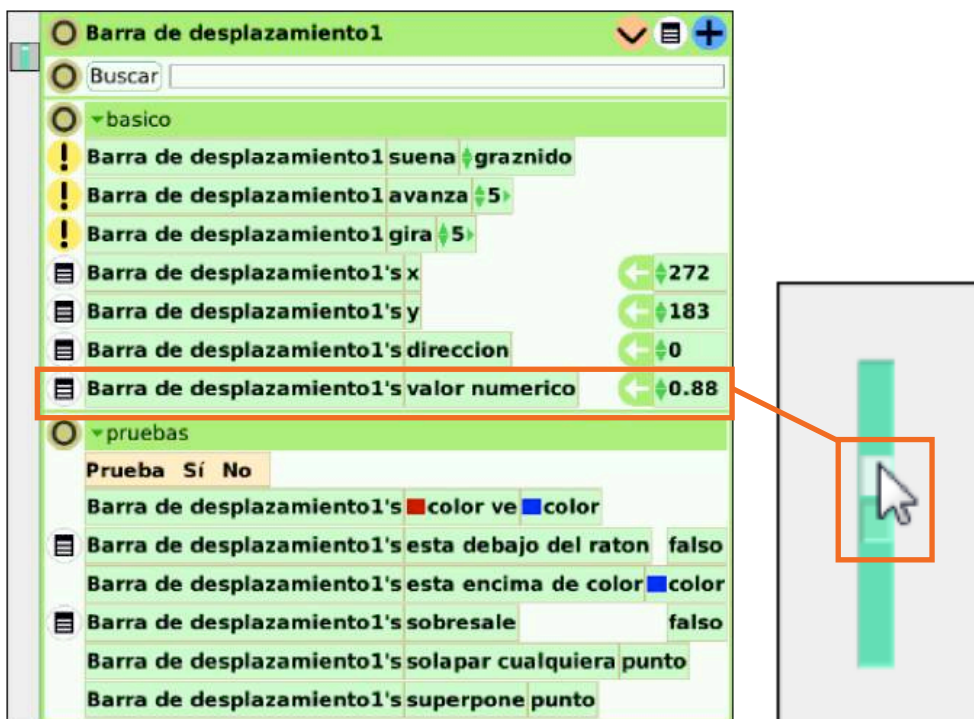 Barra de desplazamiento1
Buscar
basico
Barra de desplazamiento1 suena graznido
Barra de desplazamiento1 avanza 5
Barra de desplazamiento1 gira 5
Barra de desplazamiento1's x 272
Barra de desplazamiento1's y 183
Barra de desplazamiento1's direccion 0
Barra de desplazamiento1's valor numerico 0.88
pruebas
Prueba Sí No
Barra de desplazamiento1's color ve color
Barra de desplazamiento1's esta debajo del raton falso
Barra de desplazamiento1's esta encima de color color
Barra de desplazamiento1's sobresale falso
Barra de desplazamiento1's solapar cualquiera punto
Barra de desplazamiento1's superpone punto